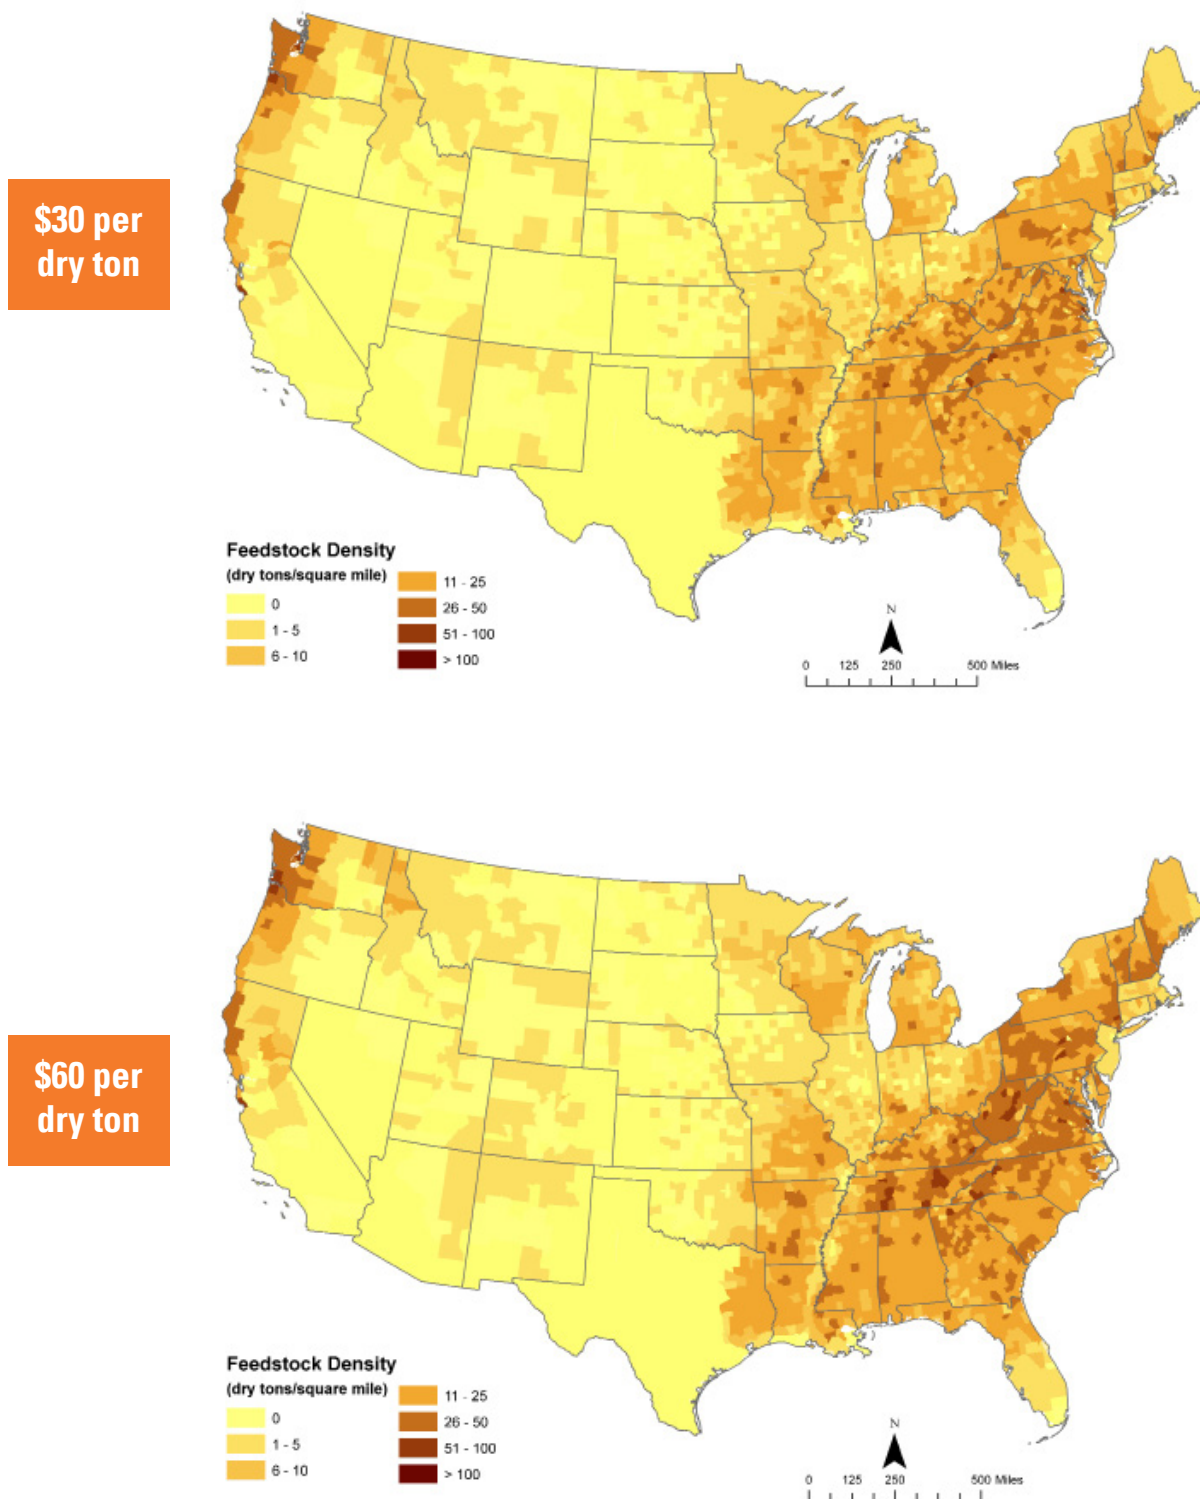 $30 per
dry ton
Feedstock Density
(dry tons/square mile)
0
1 - 5
6 - 10
11 - 25
26 - 50
51 - 100
> 100
N
0 125 250 500 Miles
$60 per
dry ton
Feedstock Density
(dry tons/square mile)
0
1 - 5
6 - 10
11 - 25
26 - 50
51 - 100
> 100
N
0 125 250 500 Miles